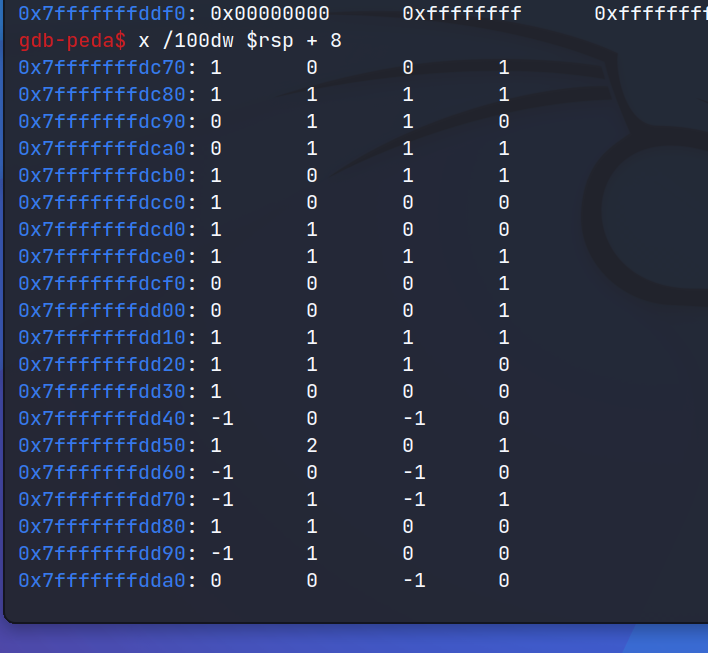 0x7fffffffddf0: 0x00000000 0xffffffff 0xffffffff
gdb-peda$ x /100dw $rsp + 8
0x7fffffffdc70: 1 0 0 1
0x7fffffffdc80: 1 1 1 1
0x7fffffffdc90: 0 1 1 0
0x7fffffffdca0: 0 1 1 1
0x7fffffffdcb0: 1 0 1 1
0x7fffffffdcc0: 1 0 0 0
0x7fffffffdcd0: 1 1 0 0
0x7fffffffdce0: 1 1 1 1
0x7fffffffdcf0: 0 0 0 1
0x7fffffffdd00: 0 0 0 1
0x7fffffffdd10: 1 1 1 1
0x7fffffffdd20: 1 1 1 0
0x7fffffffdd30: 1 0 0 0
0x7fffffffdd40: -1 0 -1 0
0x7fffffffdd50: 1 2 0 1
0x7fffffffdd60: -1 0 -1 0
0x7fffffffdd70: -1 1 -1 1
0x7fffffffdd80: 1 1 0 0
0x7fffffffdd90: -1 1 0 0
0x7fffffffdda0: 0 0 -1 0